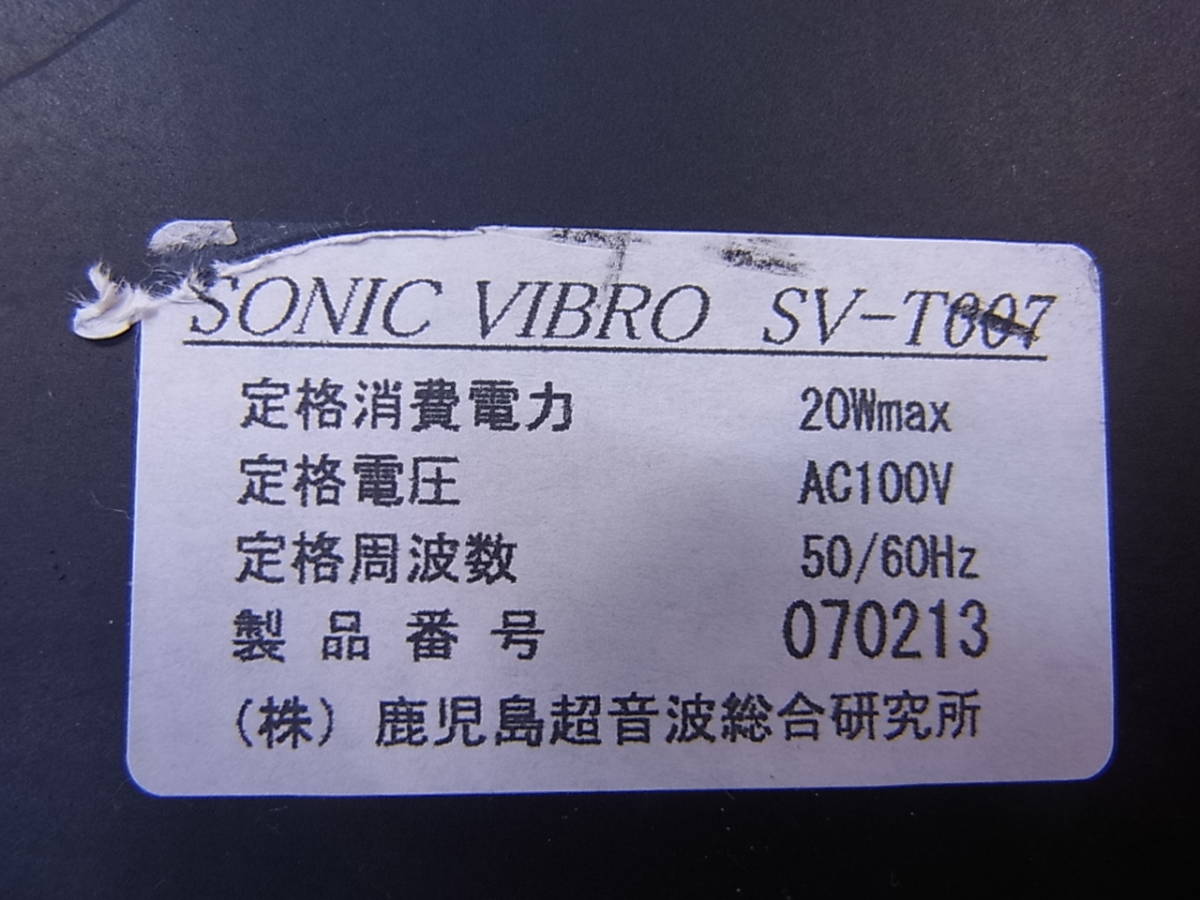 SONIC VIBRO SV-T007
定格消費電力 20Wmax
定格電圧 AC100V
定格周波数 50/60Hz
製品番号 070213
(株)鹿児島超音波総合研究所